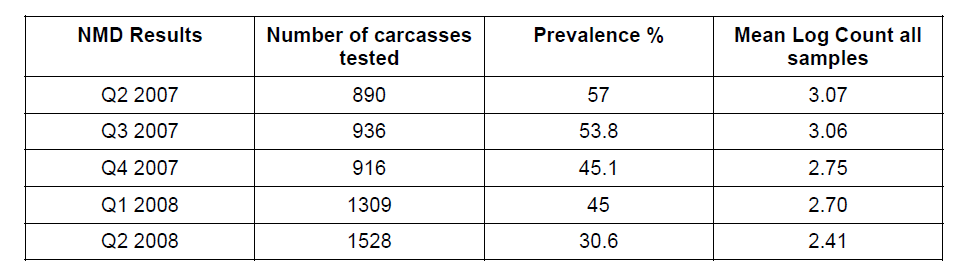 NMD Results Number of carcasses tested Prevalence % Mean Log Count all samples
Q2 2007 890 57 3.07
Q3 2007 936 53.8 3.06
Q4 2007 916 45.1 2.75
Q1 2008 1309 45 2.70
Q2 2008 1528 30.6 2.41